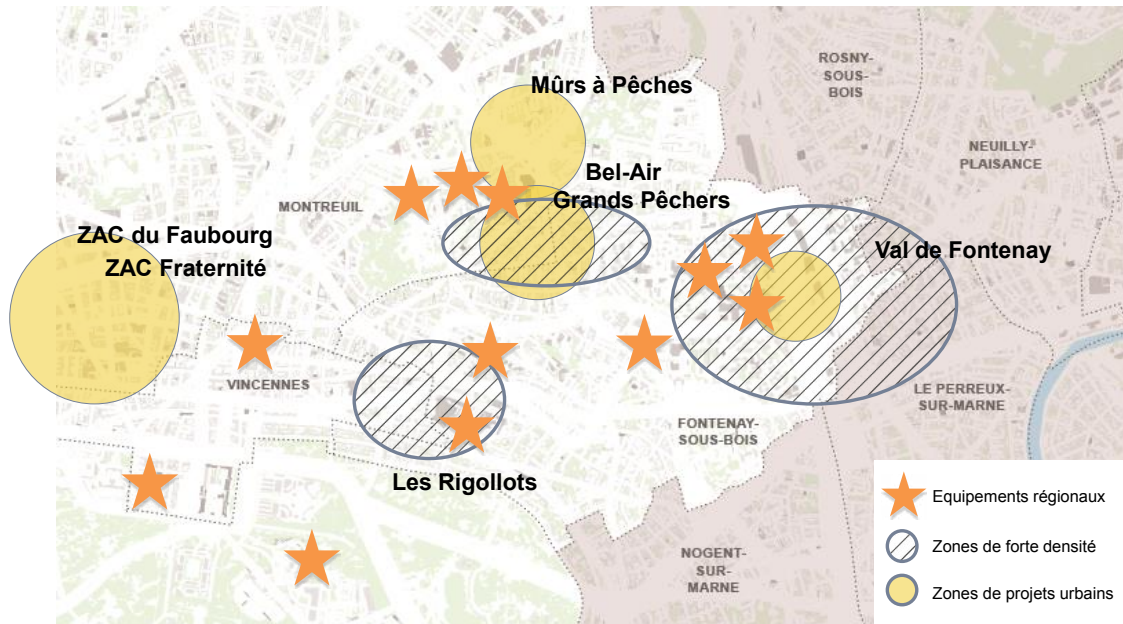 ROSNY-
SOUS-
BOIS
Mûrs à Pêches
NEUILLY-
PLAISANCE
Bel-Air
Grands Pêchers
MONTREUIL
ZAC du Faubourg
ZAC Fraternité
Val de Fontenay
VINCENNES
LE PERREUX-
SUR-MARNE
FONTENAY-
SOUS-BOIS
Les Rigollots
NOGENT-
SUR-
MARNE
Equipements régionaux
Zones de forte densité
Zones de projets urbains